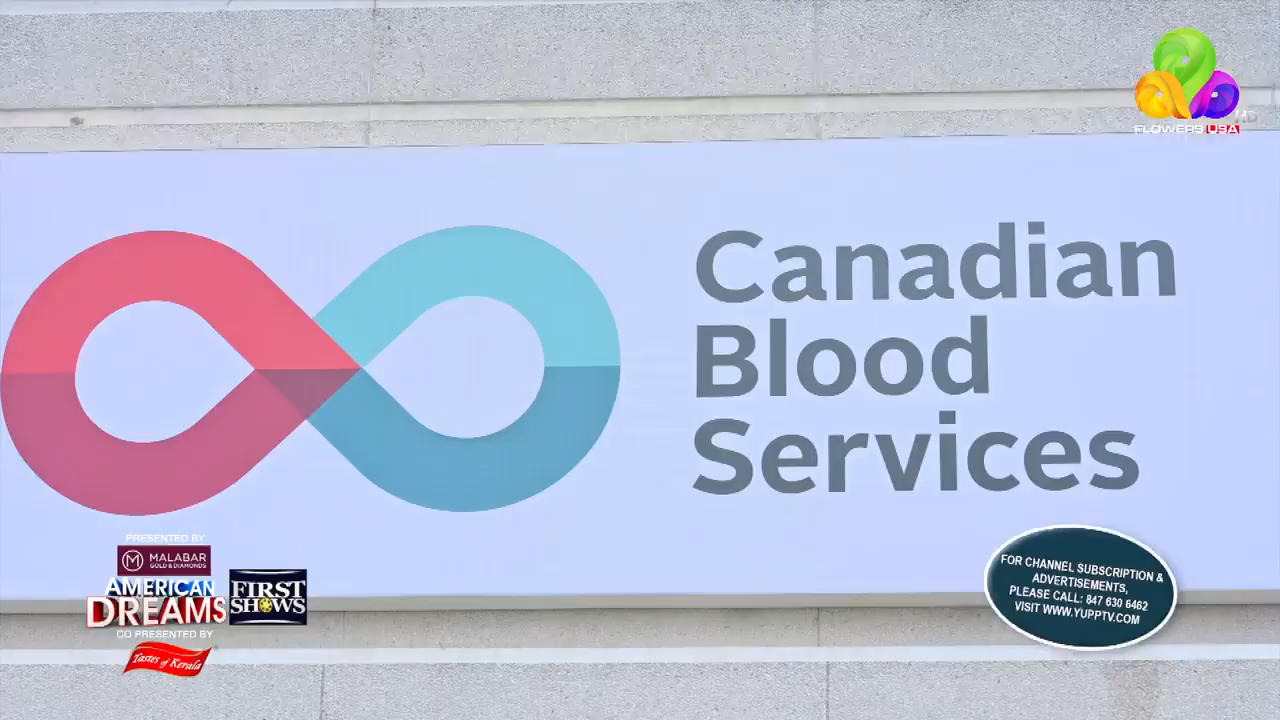 FLOWERS USA
HD
Canadian
Blood
Services
PRESENTED BY
MALABAR
GOLD & DIAMONDS
AMERICAN
DREAMS
FIRST
SHOWS
CO PRESENTED BY
Tastes of Kerala
FOR CHANNEL SUBSCRIPTION &
ADVERTISEMENTS,
PLEASE CALL: 847 630 6462
VISIT WWW.YUPPTV.COM